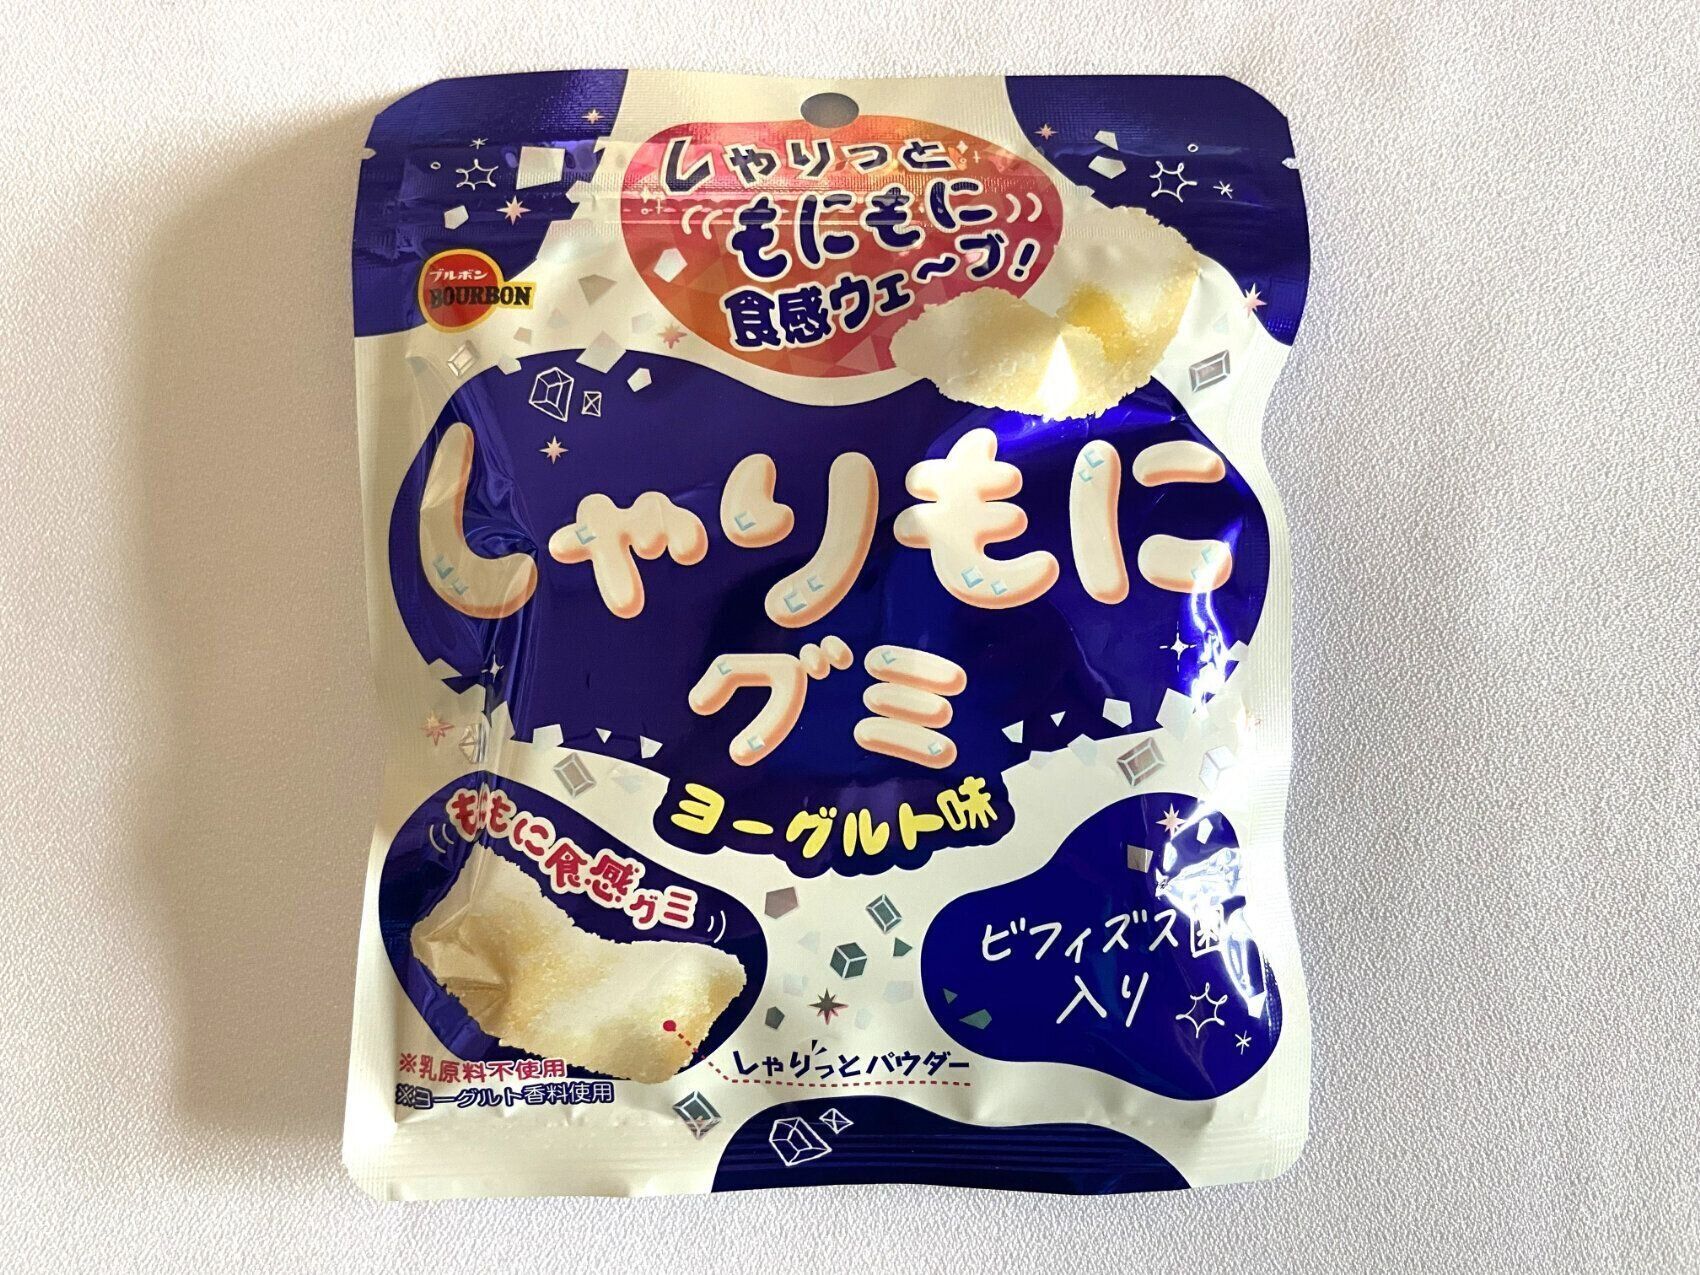 しゃりっと
もにもに
食感ウェ～ブ!
ブルボン
BOURBON
しゃりもに
グミ
ヨーグルト味
もにもに食感グミ
ビフィズス菌
入り
しゃりっとパウダー
※乳原料不使用
※ヨーグルト香料使用